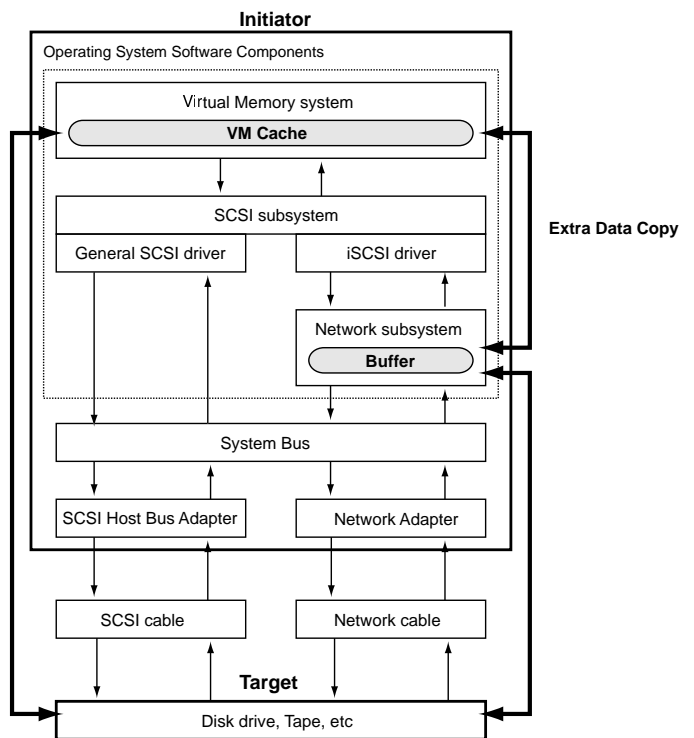 Initiator
Operating System Software Components
Virtual Memory system
VM Cache
SCSI subsystem
General SCSI driver
iSCSI driver
Extra Data Copy
Network subsystem
Buffer
System Bus
SCSI Host Bus Adapter
Network Adapter
SCSI cable
Network cable
Target
Disk drive, Tape, etc